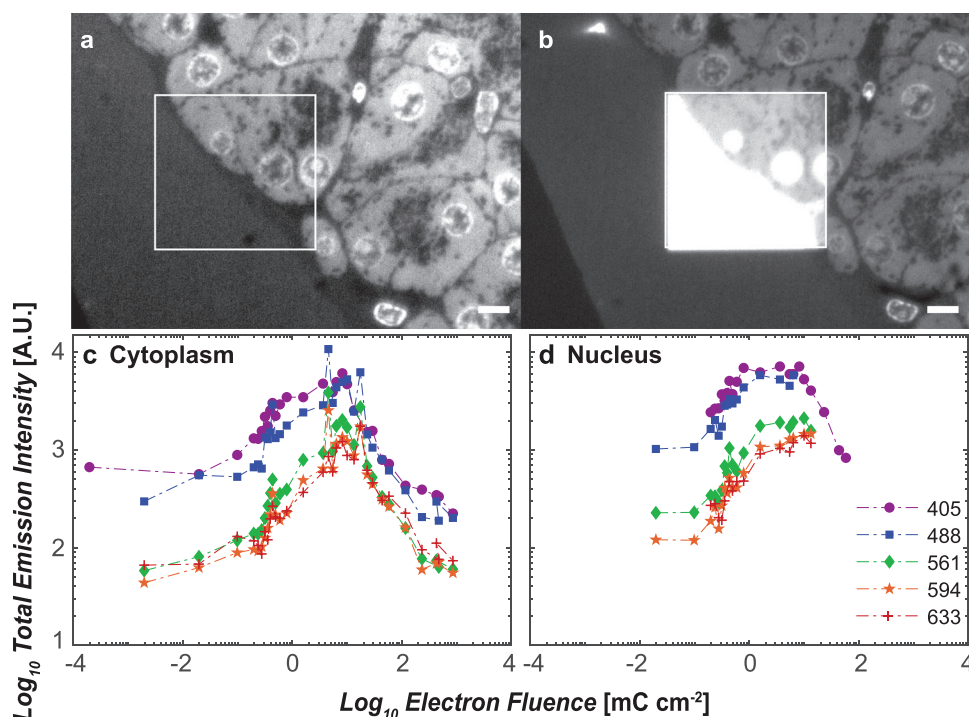 a
b
c Cytoplasm
d Nucleus
Log10 Total Emission Intensity [A.U.]
4
3
2
1
405
488
561
594
633
-4 -2 0 2 4
-4 -2 0 2 4
Log10 Electron Fluence [mC cm-2]